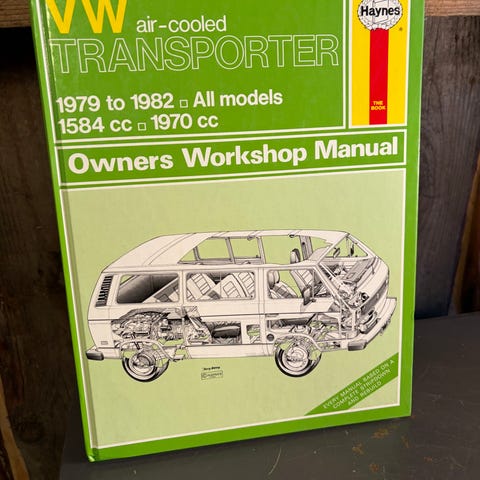 VW air-cooled
Haynes
TRANSPORTER
1979 to 1982 □ All models
1584 cc □ 1970 cc
THE
BOOK
Owners Workshop Manual
EVERY MANUAL BASED ON A
COMPLETE STRIPDOWN
AND REBUILD